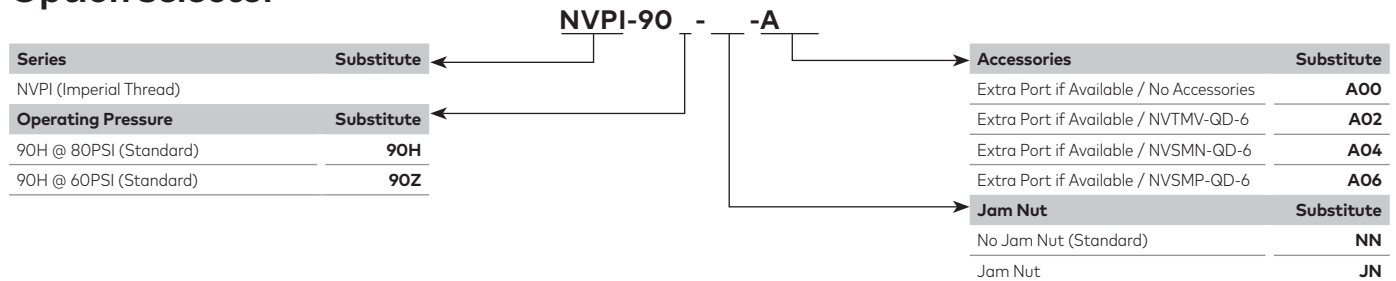 Option Selector
NVPI-90 _ - __ -A __
Series Substitute
NVPI (Imperial Thread)
Operating Pressure Substitute
90H @ 80PSI (Standard) 90H
90H @ 60PSI (Standard) 90Z
Accessories Substitute
Extra Port if Available / No Accessories A00
Extra Port if Available / NVTMV-QD-6 A02
Extra Port if Available / NVSMN-QD-6 A04
Extra Port if Available / NVSMP-QD-6 A06
Jam Nut Substitute
No Jam Nut (Standard) NN
Jam Nut JN